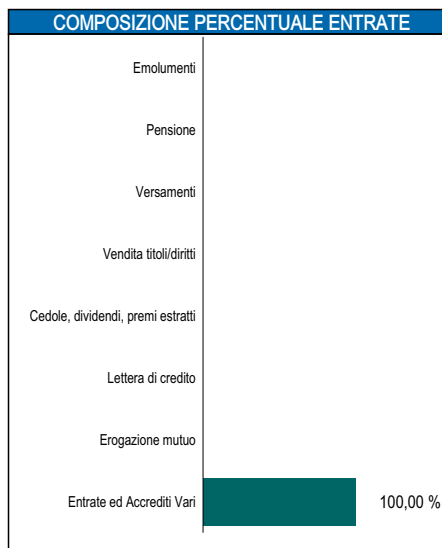 COMPOSIZIONE PERCENTUALE ENTRATE
Emolumenti
Pensione
Versamenti
Vendita titoli/diritti
Cedole, dividendi, premi estratti
Lettera di credito
Erogazione mutuo
Entrate ed Accrediti Vari 100,00 %